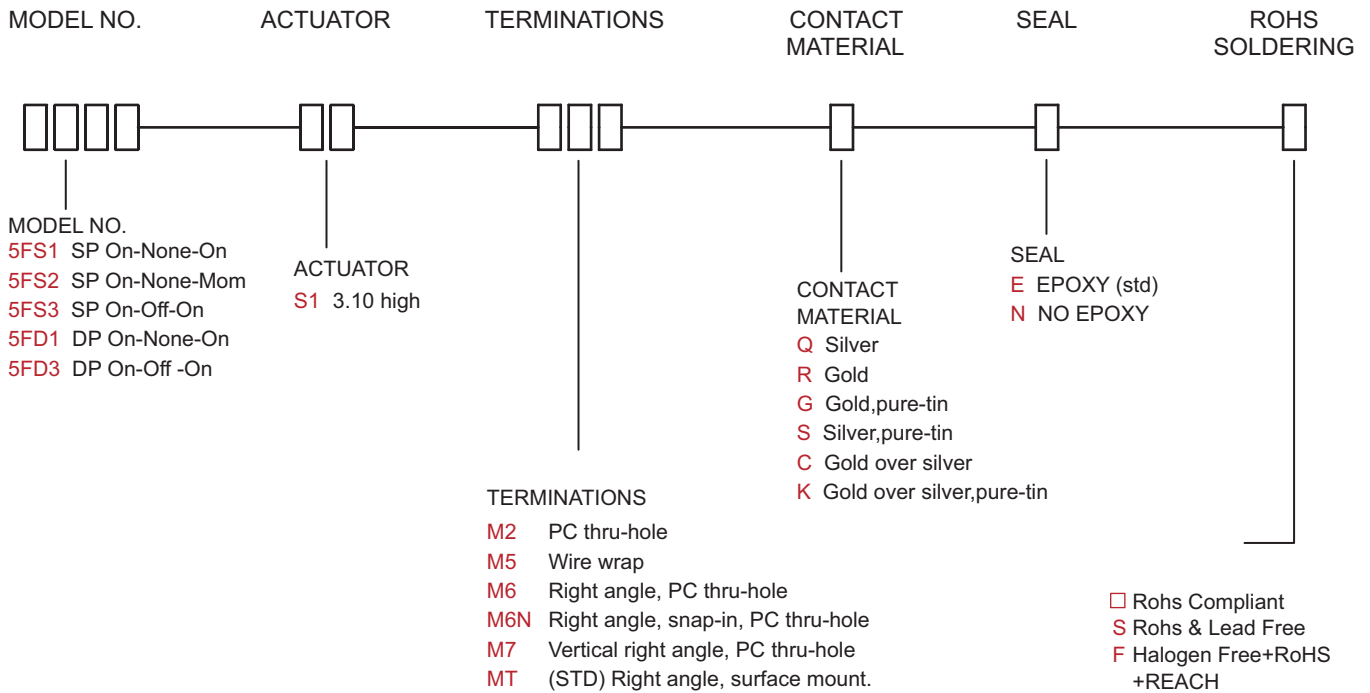 MODEL NO.
ACTUATOR
TERMINATIONS
CONTACT
MATERIAL
SEAL
ROHS
SOLDERING
MODEL NO.
5FS1 SP On-None-On
5FS2 SP On-None-Mom
5FS3 SP On-Off-On
5FD1 DP On-None-On
5FD3 DP On-Off -On
ACTUATOR
S1 3.10 high
TERMINATIONS
M2 PC thru-hole
M5 Wire wrap
M6 Right angle, PC thru-hole
M6N Right angle, snap-in, PC thru-hole
M7 Vertical right angle, PC thru-hole
MT (STD) Right angle, surface mount.
CONTACT
MATERIAL
Q Silver
R Gold
G Gold,pure-tin
S Silver,pure-tin
C Gold over silver
K Gold over silver,pure-tin
SEAL
E EPOXY (std)
N NO EPOXY
Rohs Compliant
S Rohs & Lead Free
F Halogen Free+RoHS
+REACH